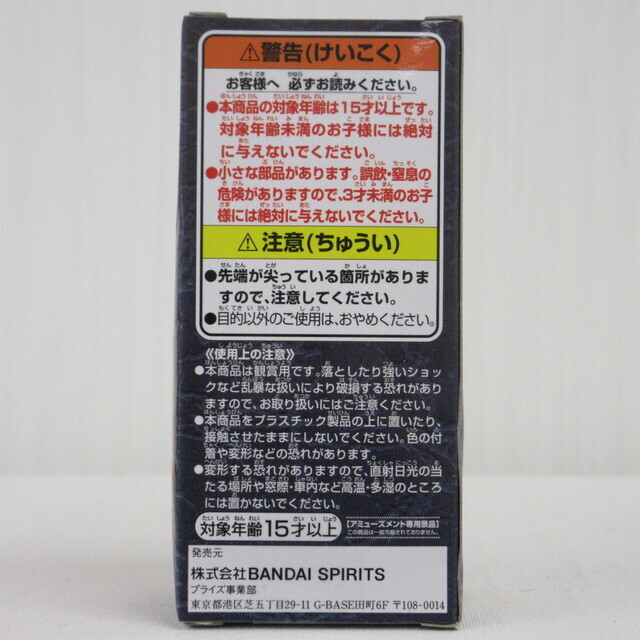 ⚠警告(けいこく)
お客様へ 必ずお読みください。
●本商品の対象年齢は15才以上です。
対象年齢未満のお子様には絶対
に与えないでください。
●小さな部品があります。誤飲・窒息の
危険がありますので、3才未満のお子
様には絶対に与えないでください。
⚠注意(ちゅうい)
●先端が尖っている箇所がありま
すので、注意してください。
●目的以外のご使用は、おやめください。
《使用上の注意》
●本商品は観賞用です。落としたり強いショッ
クなど乱暴な扱いにより破損する恐れがあり
ますので、お取り扱いにはご注意ください。
●本商品をプラスチック製品の上に置いたり、
接触させたままにしないでください。色の付
着や変形などの恐れがあります。
●変形する恐れがありますので、直射日光の当
たる場所や窓際・車内など高温・多湿のところ
には置かないでください。
対象年齢15才以上
【アミューズメント専用景品】
この商品は一般市販されておりません。
発売元
株式会社BANDAI SPIRITS
プライズ事業部
東京都港区芝五丁目29-11 G-BASE田町6F 〒108-0014